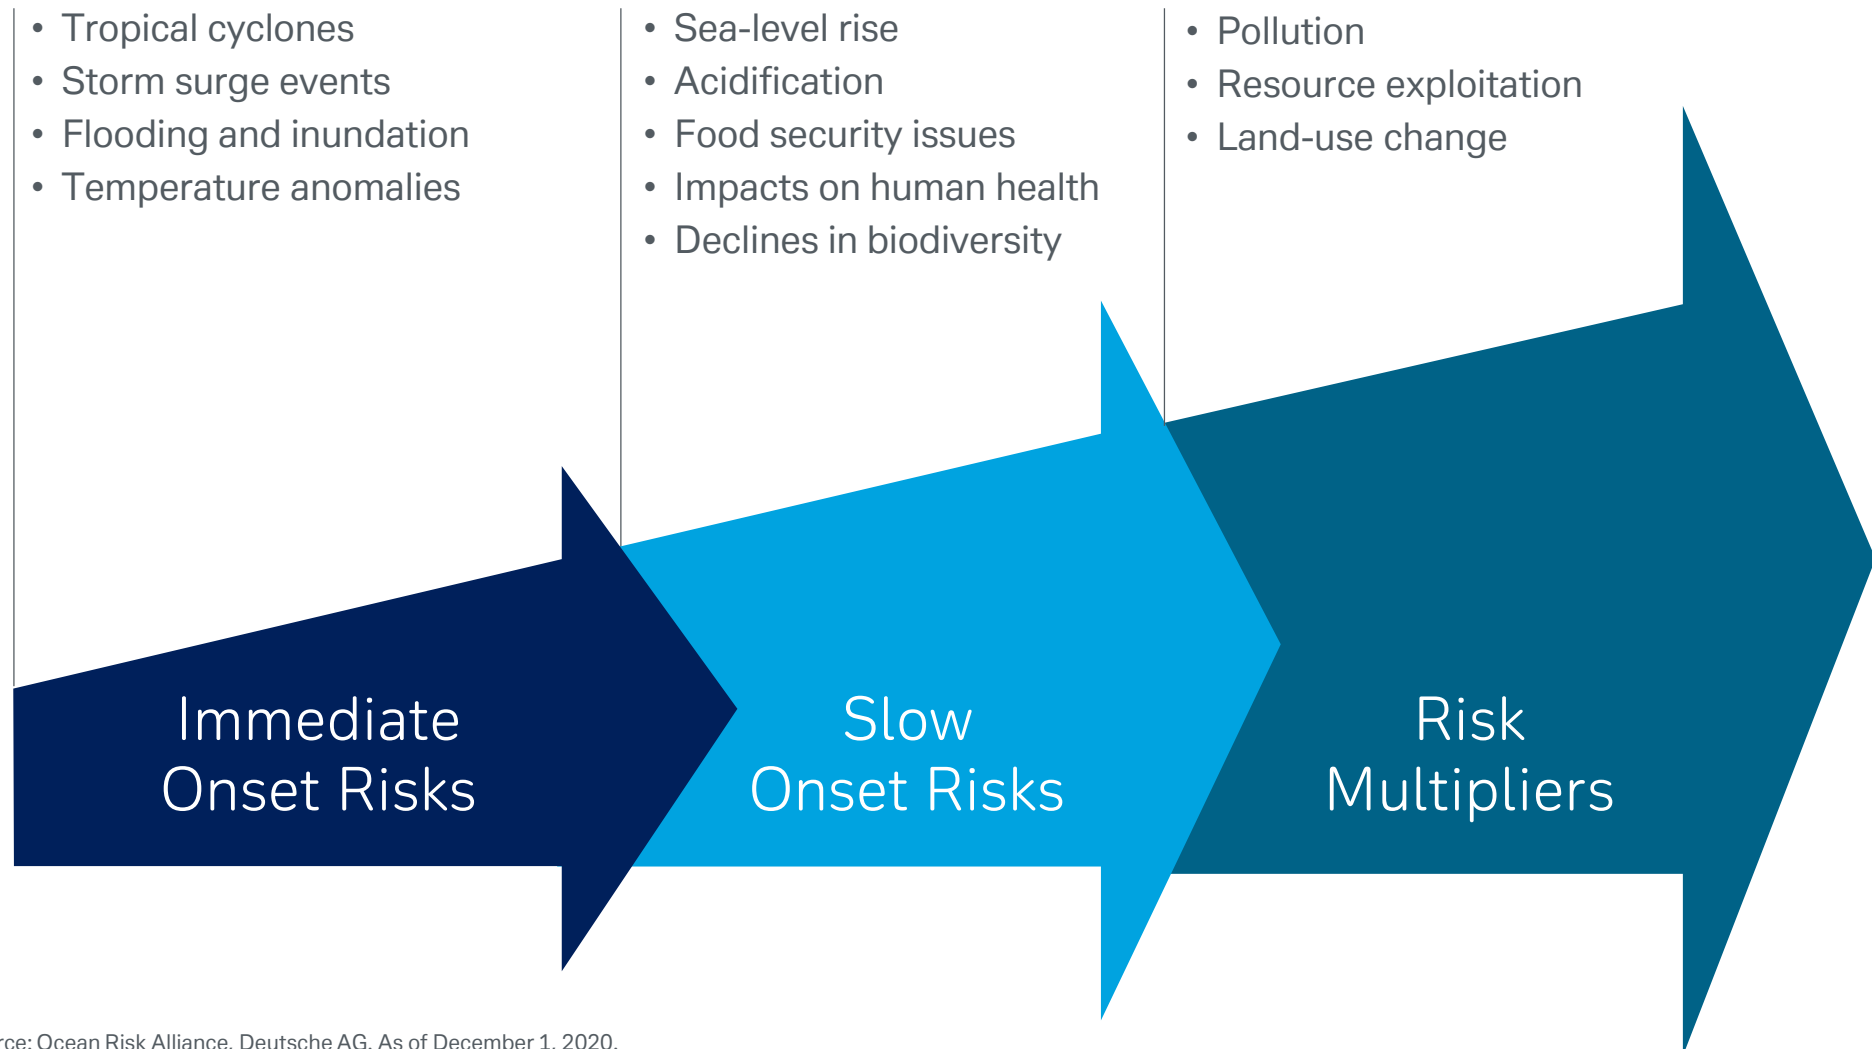 • Tropical cyclones
• Storm surge events
• Flooding and inundation
• Temperature anomalies
• Sea-level rise
• Acidification
• Food security issues
• Impacts on human health
• Declines in biodiversity
• Pollution
• Resource exploitation
• Land-use change
Immediate
Onset Risks
Slow
Onset Risks
Risk
Multipliers
rce: Ocean Risk Alliance, Deutsche AG. As of December 1, 2020.